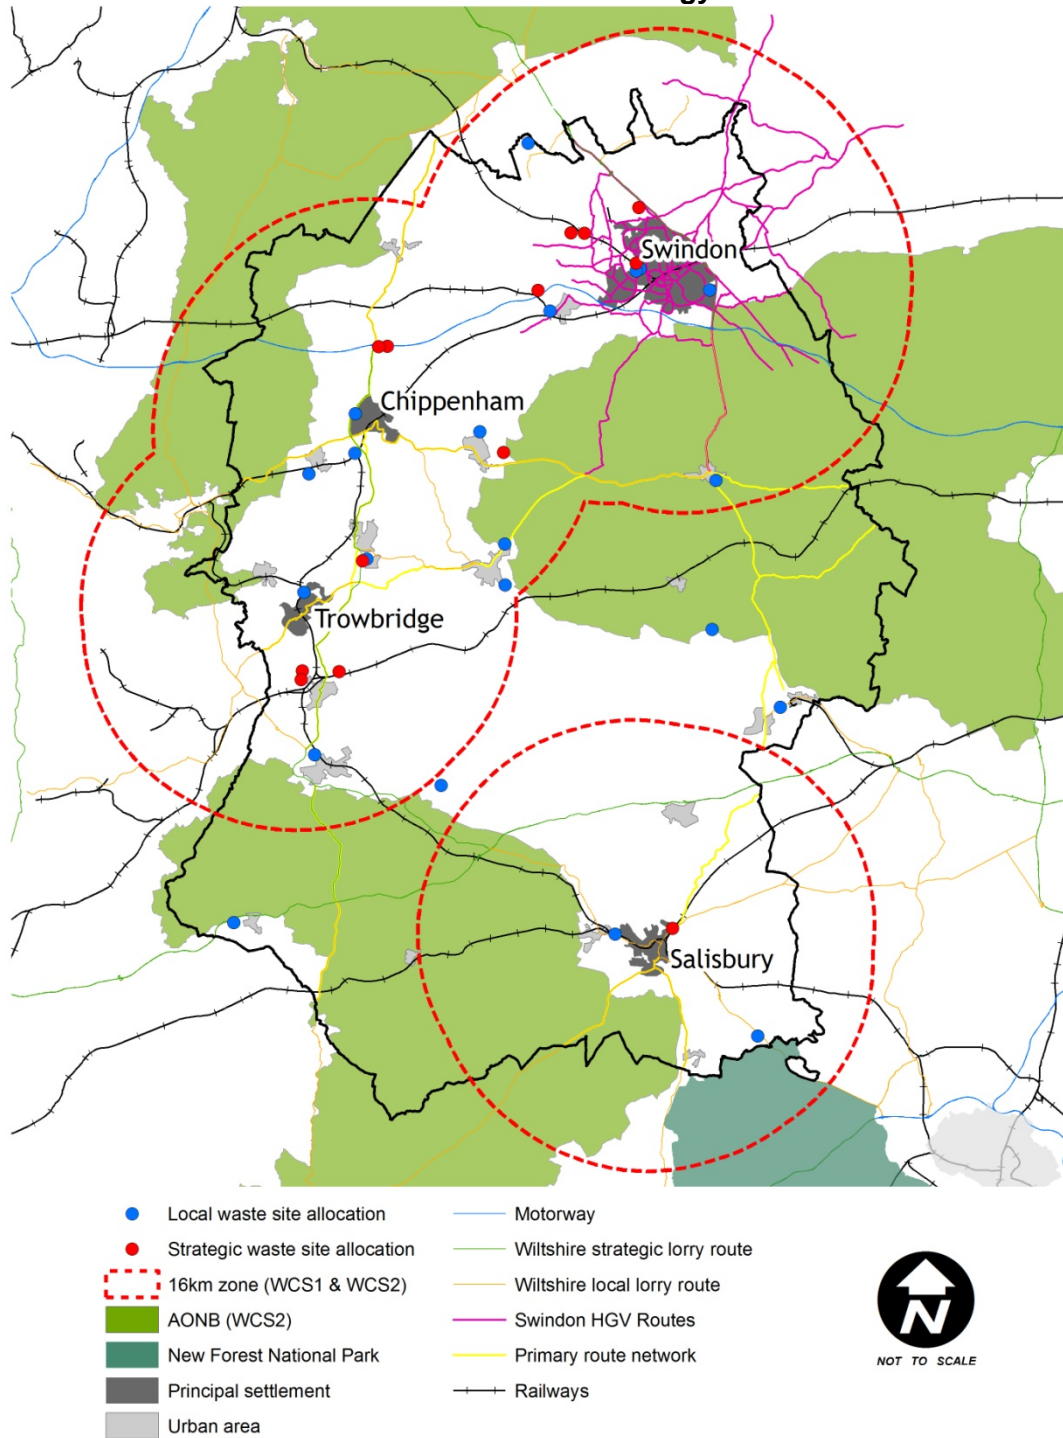 Swindon
Chippenham
Trowbridge
Salisbury
Local waste site allocation
Strategic waste site allocation
16km zone (WCS1 & WCS2)
AONB (WCS2)
New Forest National Park
Principal settlement
Urban area
Motorway
Wiltshire strategic lorry route
Wiltshire local lorry route
Swindon HGV Routes
Primary route network
Railways
N
NOT TO SCALE